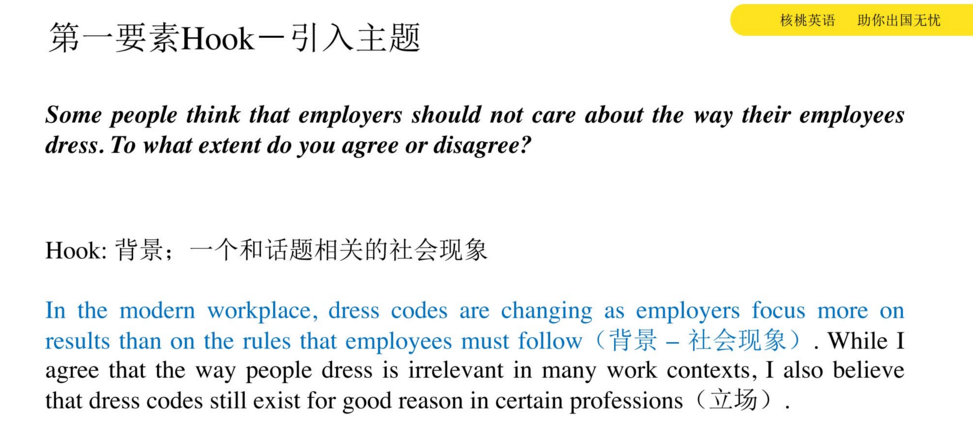 核桃英语 助你出国无忧
第一要素Hook－引入主题
Some people think that employers should not care about the way their employees
dress. To what extent do you agree or disagree?
Hook: 背景；一个和话题相关的社会现象
In the modern workplace, dress codes are changing as employers focus more on
results than on the rules that employees must follow（背景 – 社会现象）. While I
agree that the way people dress is irrelevant in many work contexts, I also believe
that dress codes still exist for good reason in certain professions（立场）.